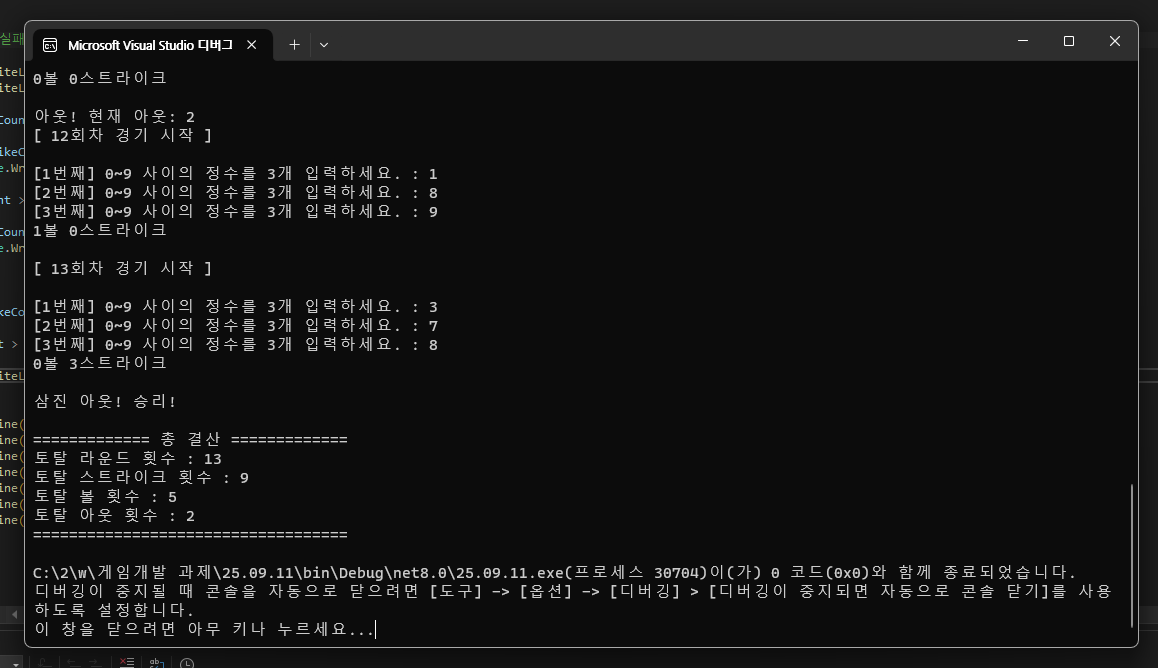 Microsoft Visual Studio 디버그
0볼 0스트라이크
아웃! 현재 아웃: 2
[ 12회차 경기 시작 ]
[1번째] 0~9 사이의 정수를 3개 입력하세요. : 1
[2번째] 0~9 사이의 정수를 3개 입력하세요. : 8
[3번째] 0~9 사이의 정수를 3개 입력하세요. : 9
1볼 0스트라이크
[ 13회차 경기 시작 ]
[1번째] 0~9 사이의 정수를 3개 입력하세요. : 3
[2번째] 0~9 사이의 정수를 3개 입력하세요. : 7
[3번째] 0~9 사이의 정수를 3개 입력하세요. : 8
0볼 3스트라이크
삼진 아웃! 승리!
============= 총 결산 =============
토탈 라운드 횟수 : 13
토탈 스트라이크 횟수 : 9
토탈 볼 횟수 : 5
토탈 아웃 횟수 : 2
===================================
C:\2\w\게임개발 과제\25.09.11\bin\Debug\net8.0\25.09.11.exe(프로세스 30704)이(가) 0 코드(0x0)와 함께 종료되었습니다.
디버깅이 중지될 때 콘솔을 자동으로 닫으려면 [도구] -> [옵션] -> [디버깅] > [디버깅이 중지되면 자동으로 콘솔 닫기]를 사용
하도록 설정합니다.
이 창을 닫으려면 아무 키나 누르세요...